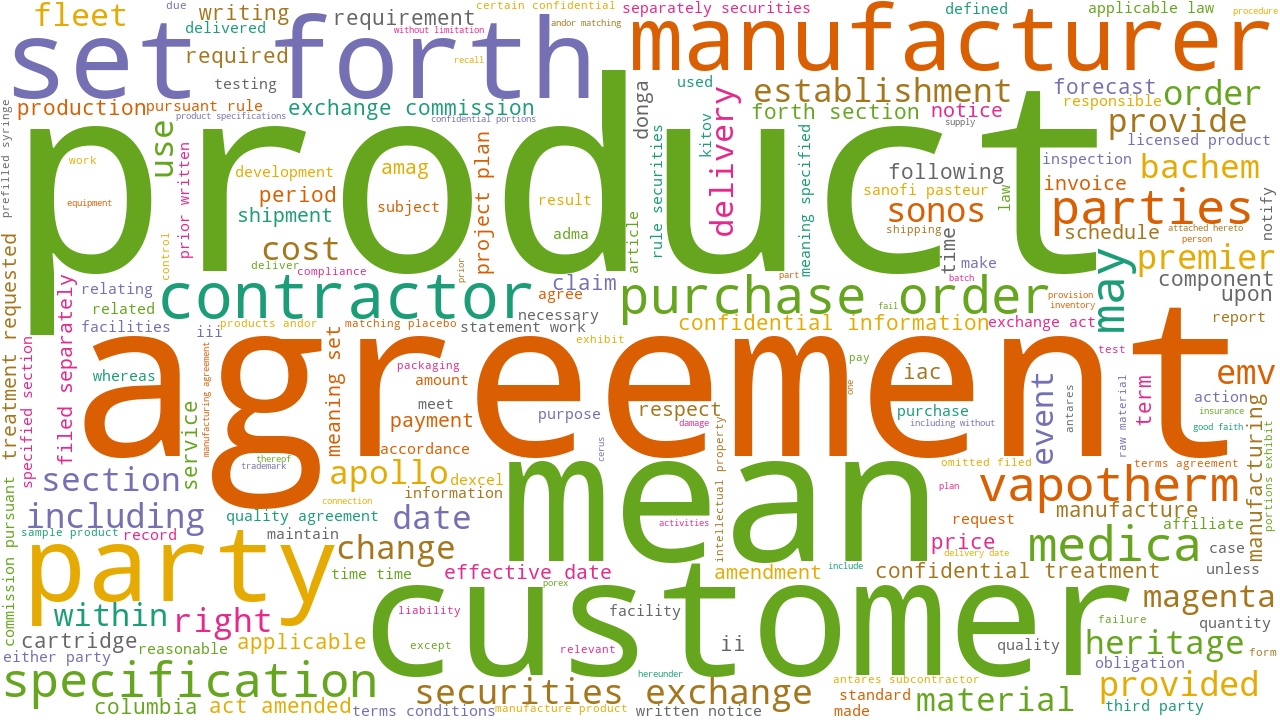 fleet
due
writing
delivered
requirement
without limitation
certain confidential
andor matching
separately securities
defined
applicable law
procedure
set forth
manufacturer
required
recall
testing
used
establishment
forecast
order
production
pursuant rule
exchange commission
product specifications
confidential portions
donga
forth section
notice
responsible
provide
supply
licensed product
prefilled syringe
product
use
work
prior written
development
amag
project plan
kitov
rule securities
delivery
meaning specified
following
inspection
bachem
equipment
period
shipment
subject
result
adma
article
sanofi pasteur
law
invoice
sonos
parties
notify
attached hereto
person
shipping
schedule
treatment requested
control
cost
deliver
compliance
prior
time
make
may
premier
component
claim
part
batch
relating
related
contractor
agree
purchase order
fail
provision
inventory
upon
filed separately
facilities
iii
products andor
matching placebo
necessary
statement work
confidential information
exchange act
report
specified section
whereas
manufacturing agreement
agreement
meaning set
packaging
amount
meet
exhibit
pay
one
test
iac
emv
service
payment
purpose
respect
damage
purchase
including without
event
antares
raw material
term
action
insurance
good faith
accordance
cerus
intellectual property
manufacturing
portions exhibit
section
thereof
trademark
apollo
dexcel
information
mean
omitted filed
terms agreement
commission pursuant
including
connection
plan
vapotherm
manufacture
quality agreement
date
activities
request
affiliate
sample product
record
maintain
party
change
price
delivery date
medica
case
unless
time time
effective date
porex
amendment
include
confidential treatment
within
right
liability
customer
facility
magenta
failure
quantity
cartridge
reasonable
applicable
except
relevant
ii
quality
heritage
form
either party
hereunder
obligation
specification
securities exchange
antares subcontractor
standard
material
provided
columbia
act amended
terms conditions
manufacture product
written notice
made
third party